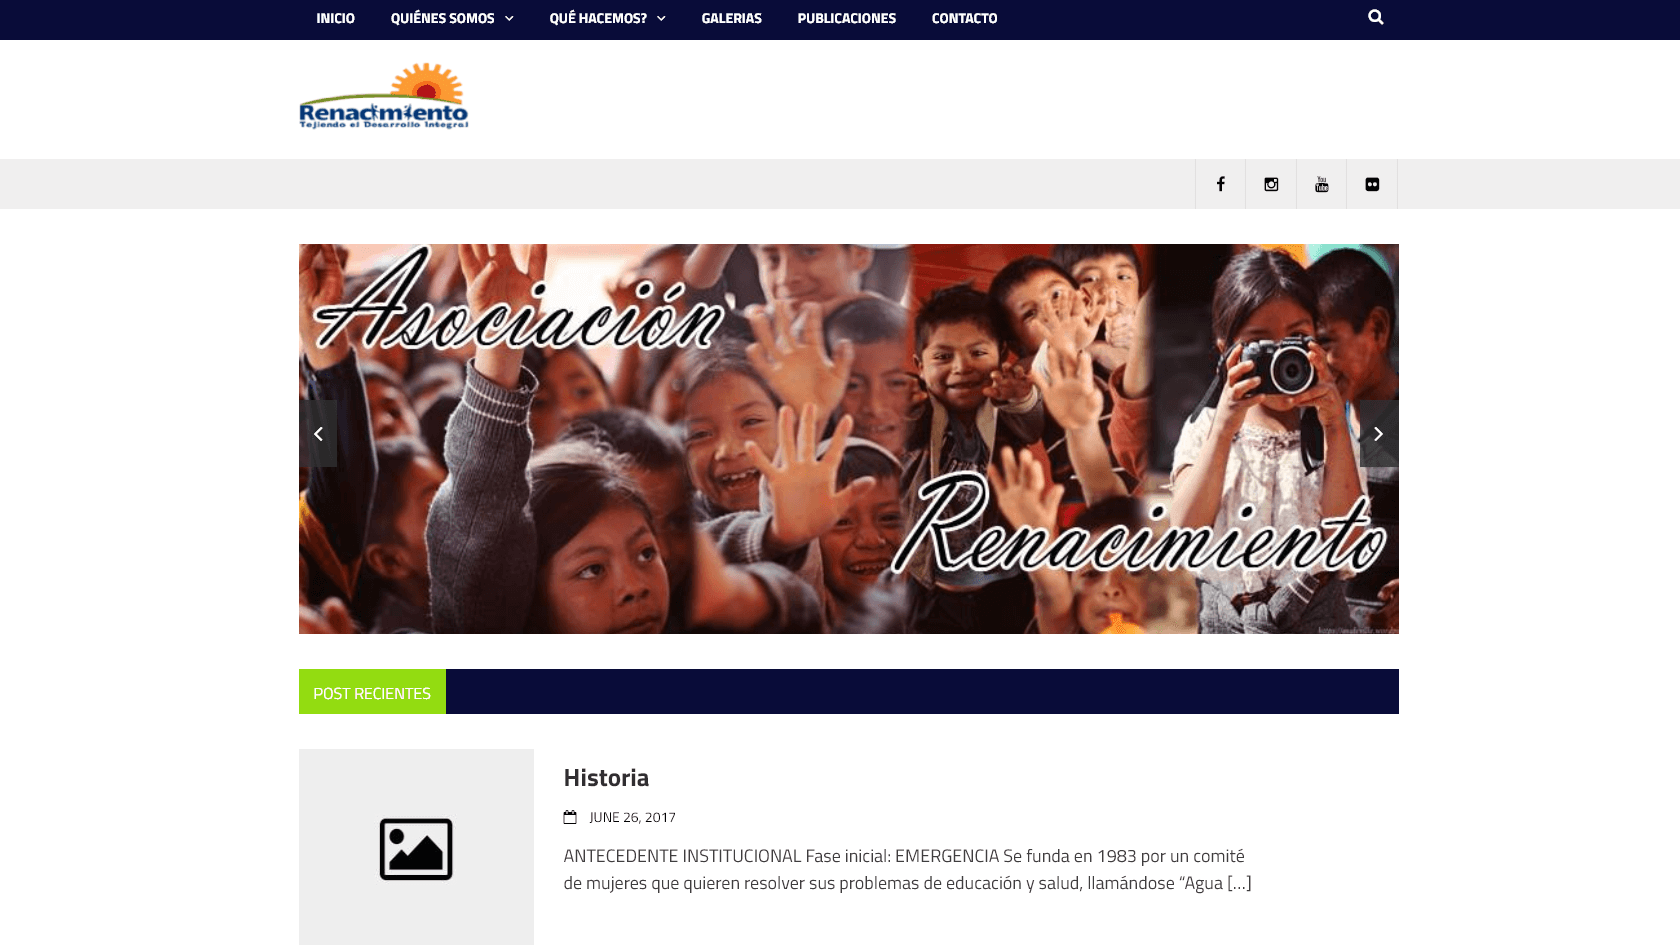 INICIO
QUIÉNES SOMOS
QUÉ HACEMOS?
GALERIAS
PUBLICACIONES
CONTACTO
Renacimiento
Tejiendo el Desarrollo Integral
You
Tube
Asociación
Renacimiento
POST RECIENTES
Historia
JUNE 26, 2017
ANTECEDENTE INSTITUCIONAL Fase inicial: EMERGENCIA Se funda en 1983 por un comité
de mujeres que quieren resolver sus problemas de educación y salud, llamándose “Agua […]